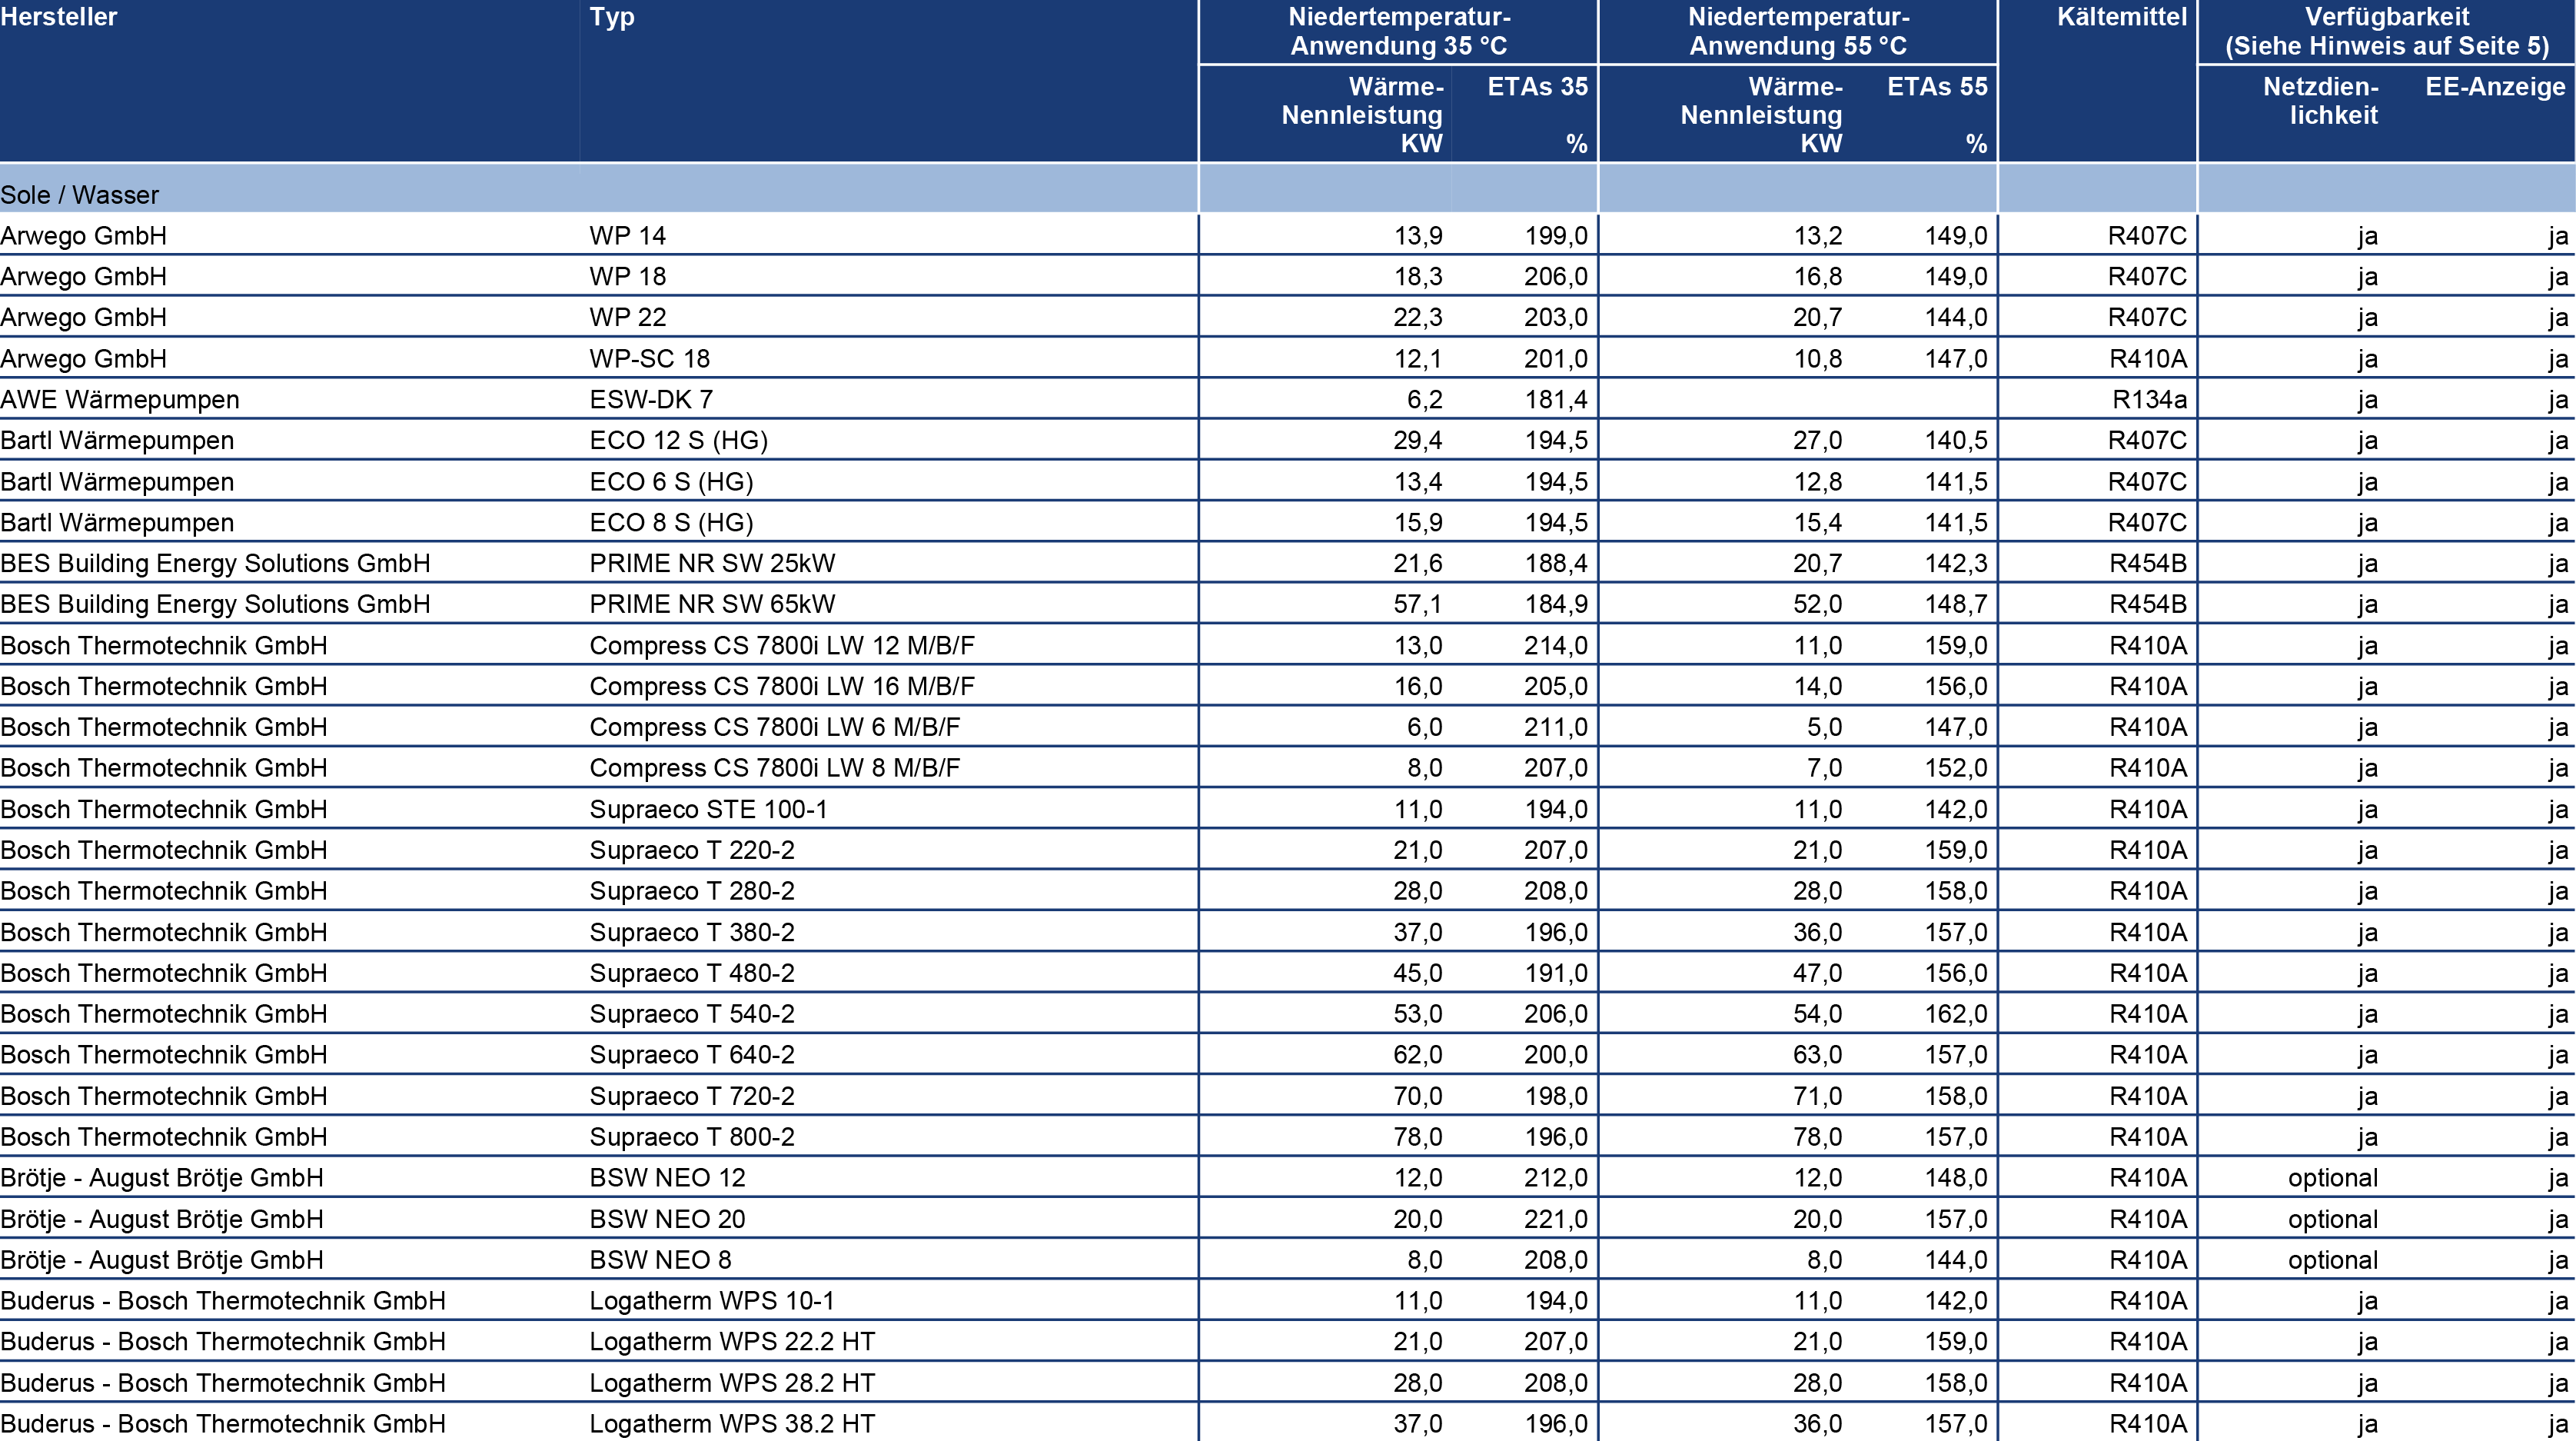 Hersteller Typ Niedertemperatur- Niedertemperatur- Kältemittel Verfügbarkeit
Anwendung 35 °C Anwendung 55 °C (Siehe Hinweis auf Seite 5)
Wärme- ETAs 35 Wärme- ETAs 55 Netzdien- EE-Anzeige
Nennleistung Nennleistung lichkeit
KW % KW %
Sole / Wasser
Arwego GmbH WP 14 13,9 199,0 13,2 149,0 R407C ja ja
Arwego GmbH WP 18 18,3 206,0 16,8 149,0 R407C ja ja
Arwego GmbH WP 22 22,3 203,0 20,7 144,0 R407C ja ja
Arwego GmbH WP-SC 18 12,1 201,0 10,8 147,0 R410A ja ja
AWE Wärmepumpen ESW-DK 7 6,2 181,4 R134a ja ja
Bartl Wärmepumpen ECO 12 S (HG) 29,4 194,5 27,0 140,5 R407C ja ja
Bartl Wärmepumpen ECO 6 S (HG) 13,4 194,5 12,8 141,5 R407C ja ja
Bartl Wärmepumpen ECO 8 S (HG) 15,9 194,5 15,4 141,5 R407C ja ja
BES Building Energy Solutions GmbH PRIME NR SW 25kW 21,6 188,4 20,7 142,3 R454B ja ja
BES Building Energy Solutions GmbH PRIME NR SW 65kW 57,1 184,9 52,0 148,7 R454B ja ja
Bosch Thermotechnik GmbH Compress CS 7800i LW 12 M/B/F 13,0 214,0 11,0 159,0 R410A ja ja
Bosch Thermotechnik GmbH Compress CS 7800i LW 16 M/B/F 16,0 205,0 14,0 156,0 R410A ja ja
Bosch Thermotechnik GmbH Compress CS 7800i LW 6 M/B/F 6,0 211,0 5,0 147,0 R410A ja ja
Bosch Thermotechnik GmbH Compress CS 7800i LW 8 M/B/F 8,0 207,0 7,0 152,0 R410A ja ja
Bosch Thermotechnik GmbH Supraeco STE 100-1 11,0 194,0 11,0 142,0 R410A ja ja
Bosch Thermotechnik GmbH Supraeco T 220-2 21,0 207,0 21,0 159,0 R410A ja ja
Bosch Thermotechnik GmbH Supraeco T 280-2 28,0 208,0 28,0 158,0 R410A ja ja
Bosch Thermotechnik GmbH Supraeco T 380-2 37,0 196,0 36,0 157,0 R410A ja ja
Bosch Thermotechnik GmbH Supraeco T 480-2 45,0 191,0 47,0 156,0 R410A ja ja
Bosch Thermotechnik GmbH Supraeco T 540-2 53,0 206,0 54,0 162,0 R410A ja ja
Bosch Thermotechnik GmbH Supraeco T 640-2 62,0 200,0 63,0 157,0 R410A ja ja
Bosch Thermotechnik GmbH Supraeco T 720-2 70,0 198,0 71,0 158,0 R410A ja ja
Bosch Thermotechnik GmbH Supraeco T 800-2 78,0 196,0 78,0 157,0 R410A ja ja
Brötje - August Brötje GmbH BSW NEO 12 12,0 212,0 12,0 148,0 R410A optional ja
Brötje - August Brötje GmbH BSW NEO 20 20,0 221,0 20,0 157,0 R410A optional ja
Brötje - August Brötje GmbH BSW NEO 8 8,0 208,0 8,0 144,0 R410A optional ja
Buderus - Bosch Thermotechnik GmbH Logatherm WPS 10-1 11,0 194,0 11,0 142,0 R410A ja ja
Buderus - Bosch Thermotechnik GmbH Logatherm WPS 22.2 HT 21,0 207,0 21,0 159,0 R410A ja ja
Buderus - Bosch Thermotechnik GmbH Logatherm WPS 28.2 HT 28,0 208,0 28,0 158,0 R410A ja ja
Buderus - Bosch Thermotechnik GmbH Logatherm WPS 38.2 HT 37,0 196,0 36,0 157,0 R410A ja ja